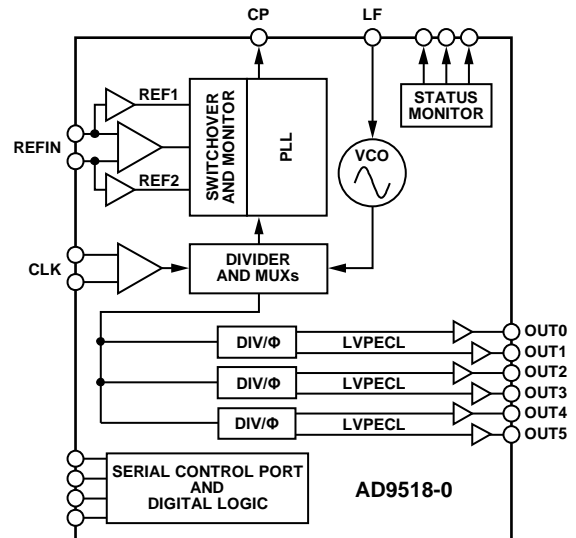 CP
LF
REF1
STATUS
MONITOR
REFIN
SWITCHOVER
AND MONITOR
PLL
VCO
REF2
CLK
DIVIDER
AND MUXs
DIV/Φ
LVPECL
OUT0
OUT1
DIV/Φ
LVPECL
OUT2
OUT3
DIV/Φ
LVPECL
OUT4
OUT5
SERIAL CONTROL PORT
AND
DIGITAL LOGIC
AD9518-0